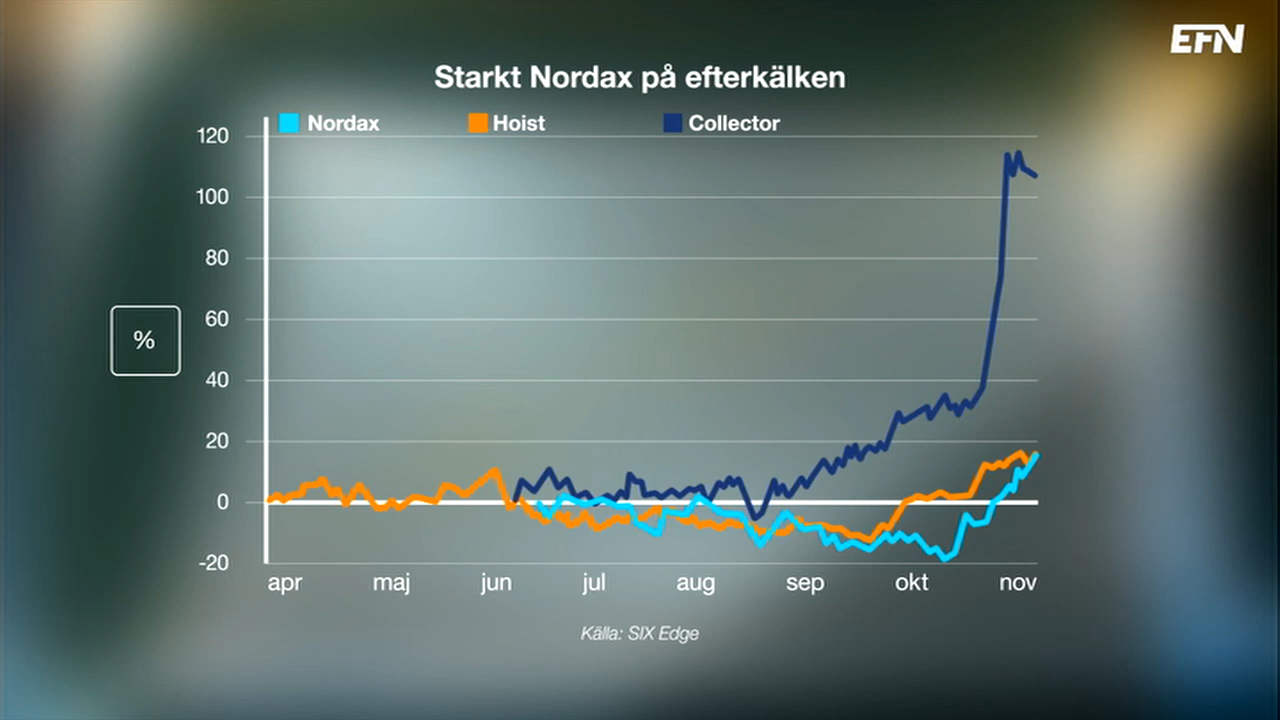 EFN
Starkt Nordax på efterkälken
Nordax Hoist Collector
120
100
80
60
%
40
20
0
-20
apr maj jun jul aug sep okt nov
Källa: SIX Edge